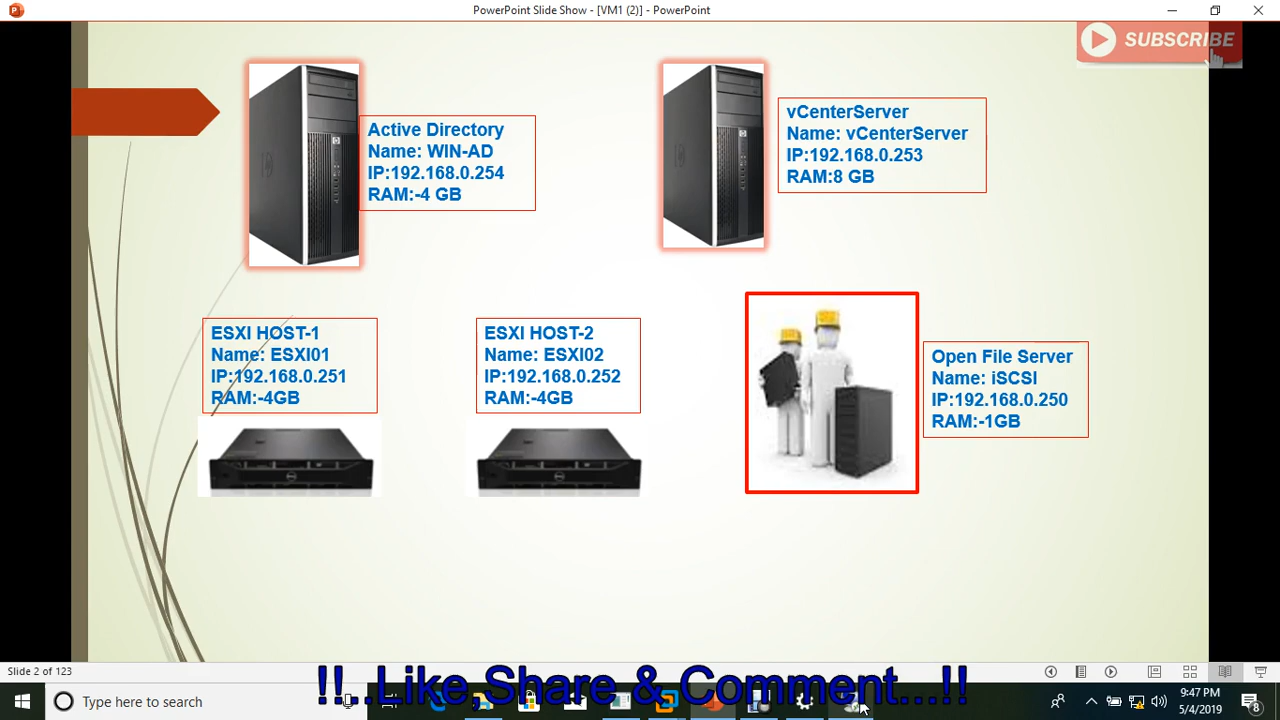 PowerPoint Slide Show - [VM1 (2)] - PowerPoint
SUBSCRIBE
Active Directory
Name: WIN-AD
IP:192.168.0.254
RAM:-4 GB
vCenterServer
Name: vCenterServer
IP:192.168.0.253
RAM:8 GB
ESXI HOST-1
Name: ESXI01
IP:192.168.0.251
RAM:-4GB
ESXI HOST-2
Name: ESXI02
IP:192.168.0.252
RAM:-4GB
Open File Server
Name: iSCSI
IP:192.168.0.250
RAM:-1GB
Slide 2 of 123
!!..Like,Share & Comment...!!
Type here to search
9:47 PM
5/4/2019
8